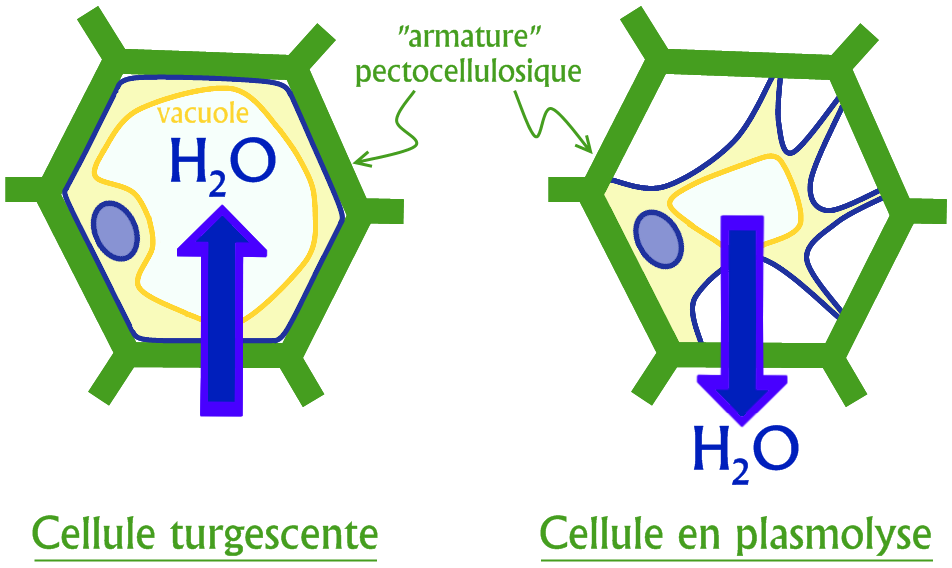 "armature"
pectocellulosique
vacuole
H₂O
H₂O
Cellule turgescente
Cellule en plasmolyse